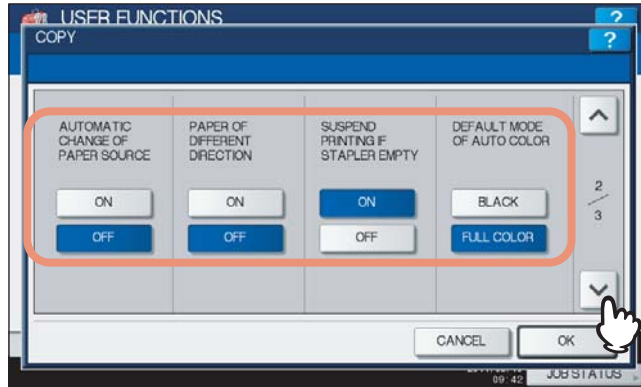 USER FUNCTIONS
?
COPY
?
AUTOMATIC
CHANGE OF
PAPER SOURCE
ON
OFF
PAPER OF
DIFFERENT
DIRECTION
ON
OFF
SUSPEND
PRINTING IF
STAPLER EMPTY
ON
OFF
DEFAULT MODE
OF AUTO COLOR
BLACK
FULL COLOR
2
3
CANCEL
OK
09:42
JOB STATUS